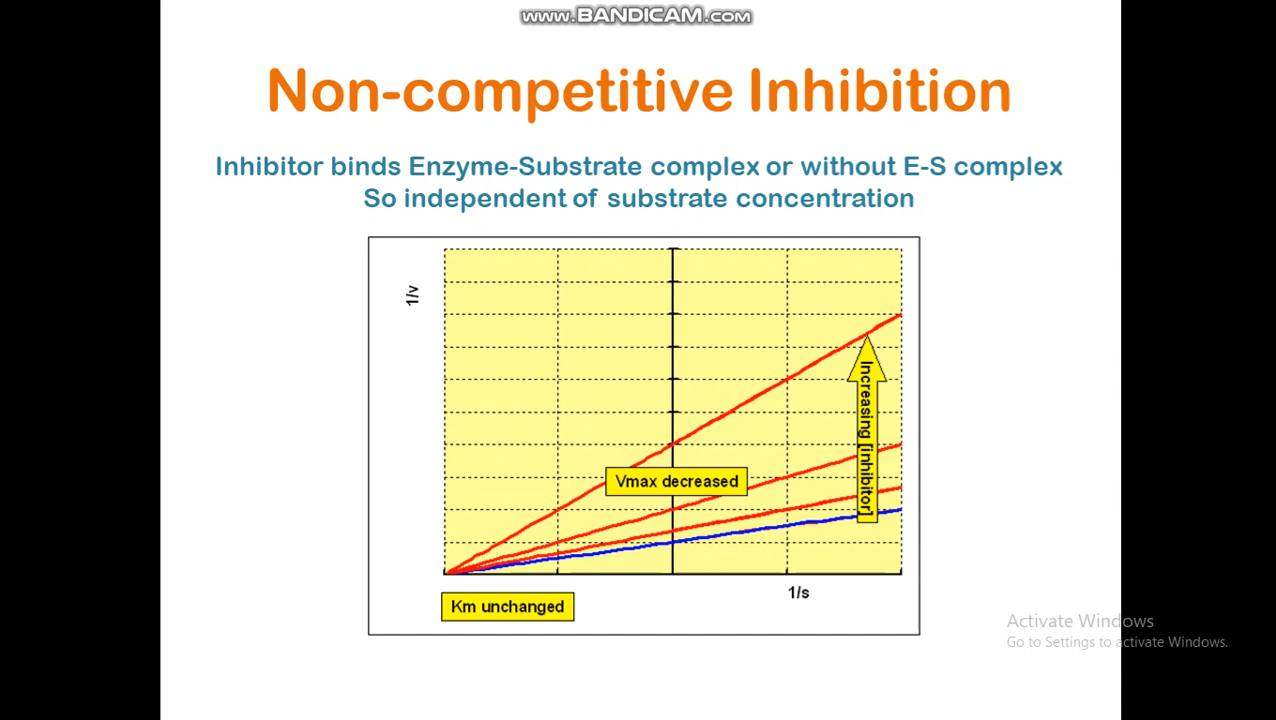 www.BANDICAM.com
Non-competitive Inhibition
Inhibitor binds Enzyme-Substrate complex or without E-S complex
So independent of substrate concentration
1/v
Increasing [inhibitor]
Vmax decreased
1/s
Km unchanged
Activate Windows
Go to Settings to activate Windows.